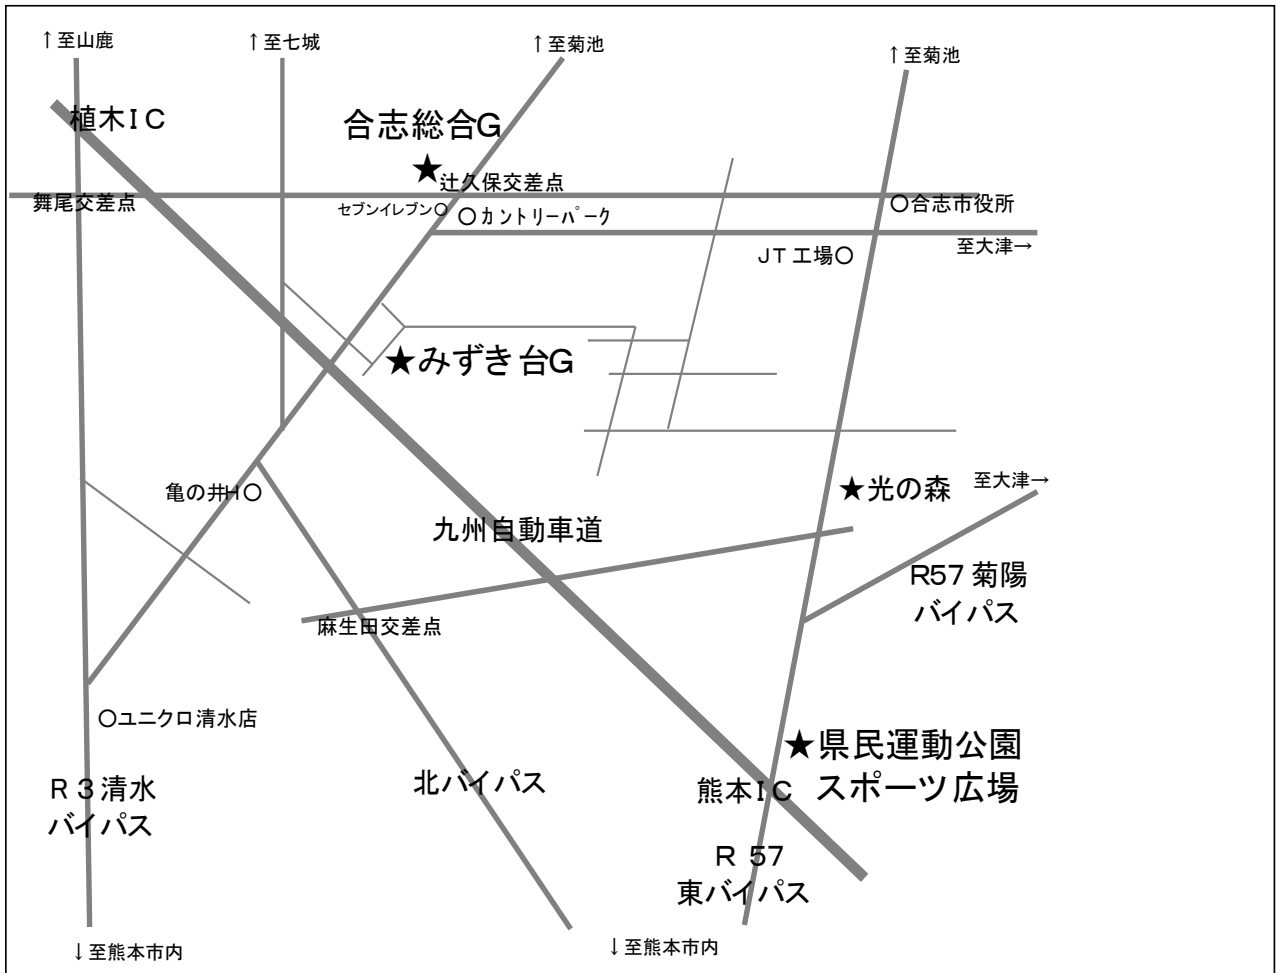 ↑至山鹿
↑至七城
↑至菊池
↑至菊池
植木IC
合志総合G
★
辻久保交差点
舞尾交差点
セブンイレブン○
○カントリーパーク
○合志市役所
JT工場○
至大津→
★みずき台G
亀の井H○
★光の森
至大津→
九州自動車道
R57菊陽
バイパス
麻生田交差点
○ユニクロ清水店
★県民運動公園
スポーツ広場
熊本IC
R3清水
バイパス
北バイパス
R 57
東バイパス
↓至熊本市内
↓至熊本市内